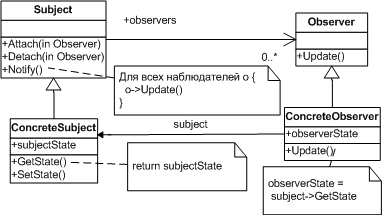 Subject
+observers
Observer
+Attach(in Observer)
+Detach(in Observer)
+Notify()
+Update()
0..*
Для всех наблюдателей o {
o->Update()
}
ConcreteSubject
+subjectState
+GetState()
+SetState()
subject
ConcreteObserver
+observerState
+Update()
return subjectState
observerState =
subject->GetState